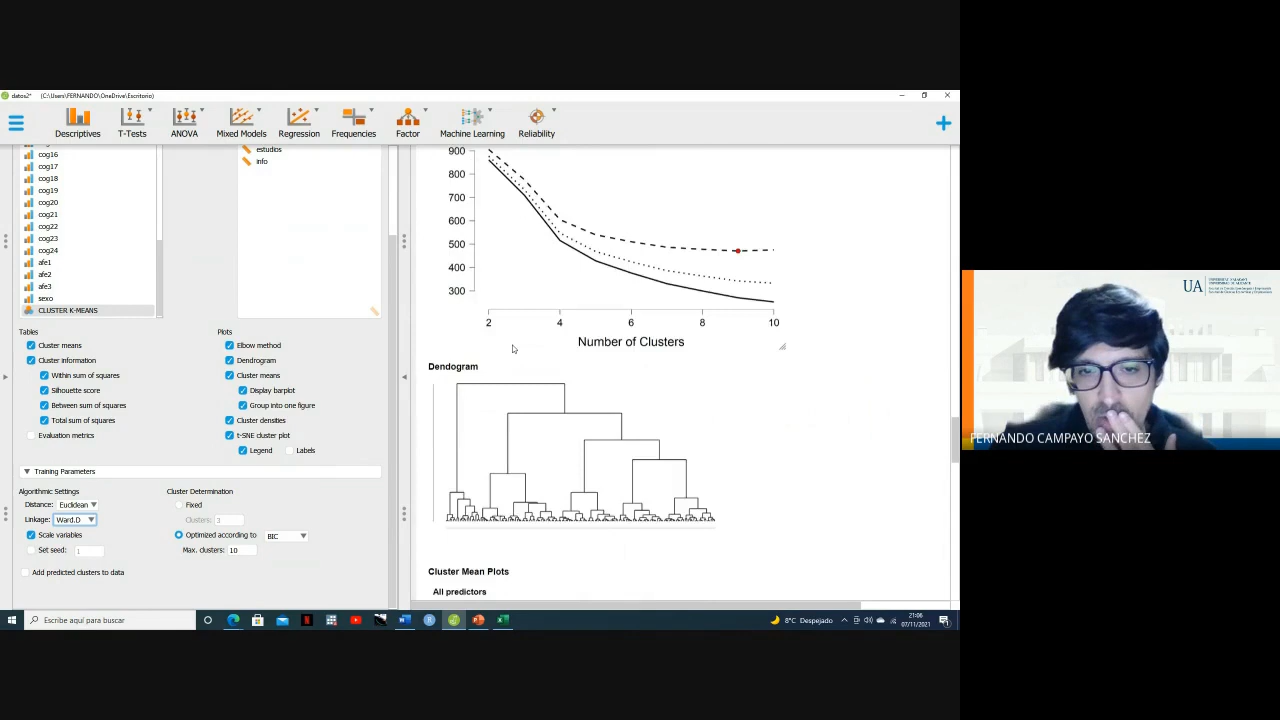 datos2* (C:\Users\FERNANDO\OneDrive\Escritorio)
Descriptives
T-Tests
ANOVA
Mixed Models
Regression
Frequencies
Factor
Machine Learning
Reliability
cog16
cog17
cog18
cog19
cog20
cog21
cog22
cog23
cog24
afe1
afe2
afe3
sexo
CLUSTER K-MEANS
estudios
info
Tables
Cluster means
Cluster information
Within sum of squares
Silhouette score
Between sum of squares
Total sum of squares
Evaluation metrics
Plots
Elbow method
Dendrogram
Cluster means
Display barplot
Group into one figure
Cluster densities
t-SNE cluster plot
Legend
Labels
Training Parameters
Algorithmic Settings
Distance: Euclidean
Linkage: Ward.D
Scale variables
Set seed: 1
Add predicted clusters to data
Cluster Determination
Fixed
Clusters: 3
Optimized according to BIC
Max. clusters: 10
900
800
700
600
500
400
300
2 4 6 8 10
Number of Clusters
Dendogram
Cluster Mean Plots
All predictors
Escribe aquí para buscar
8°C Despejado
21:06
07/11/2021
UA
FERNANDO CAMPAYO SANCHEZ